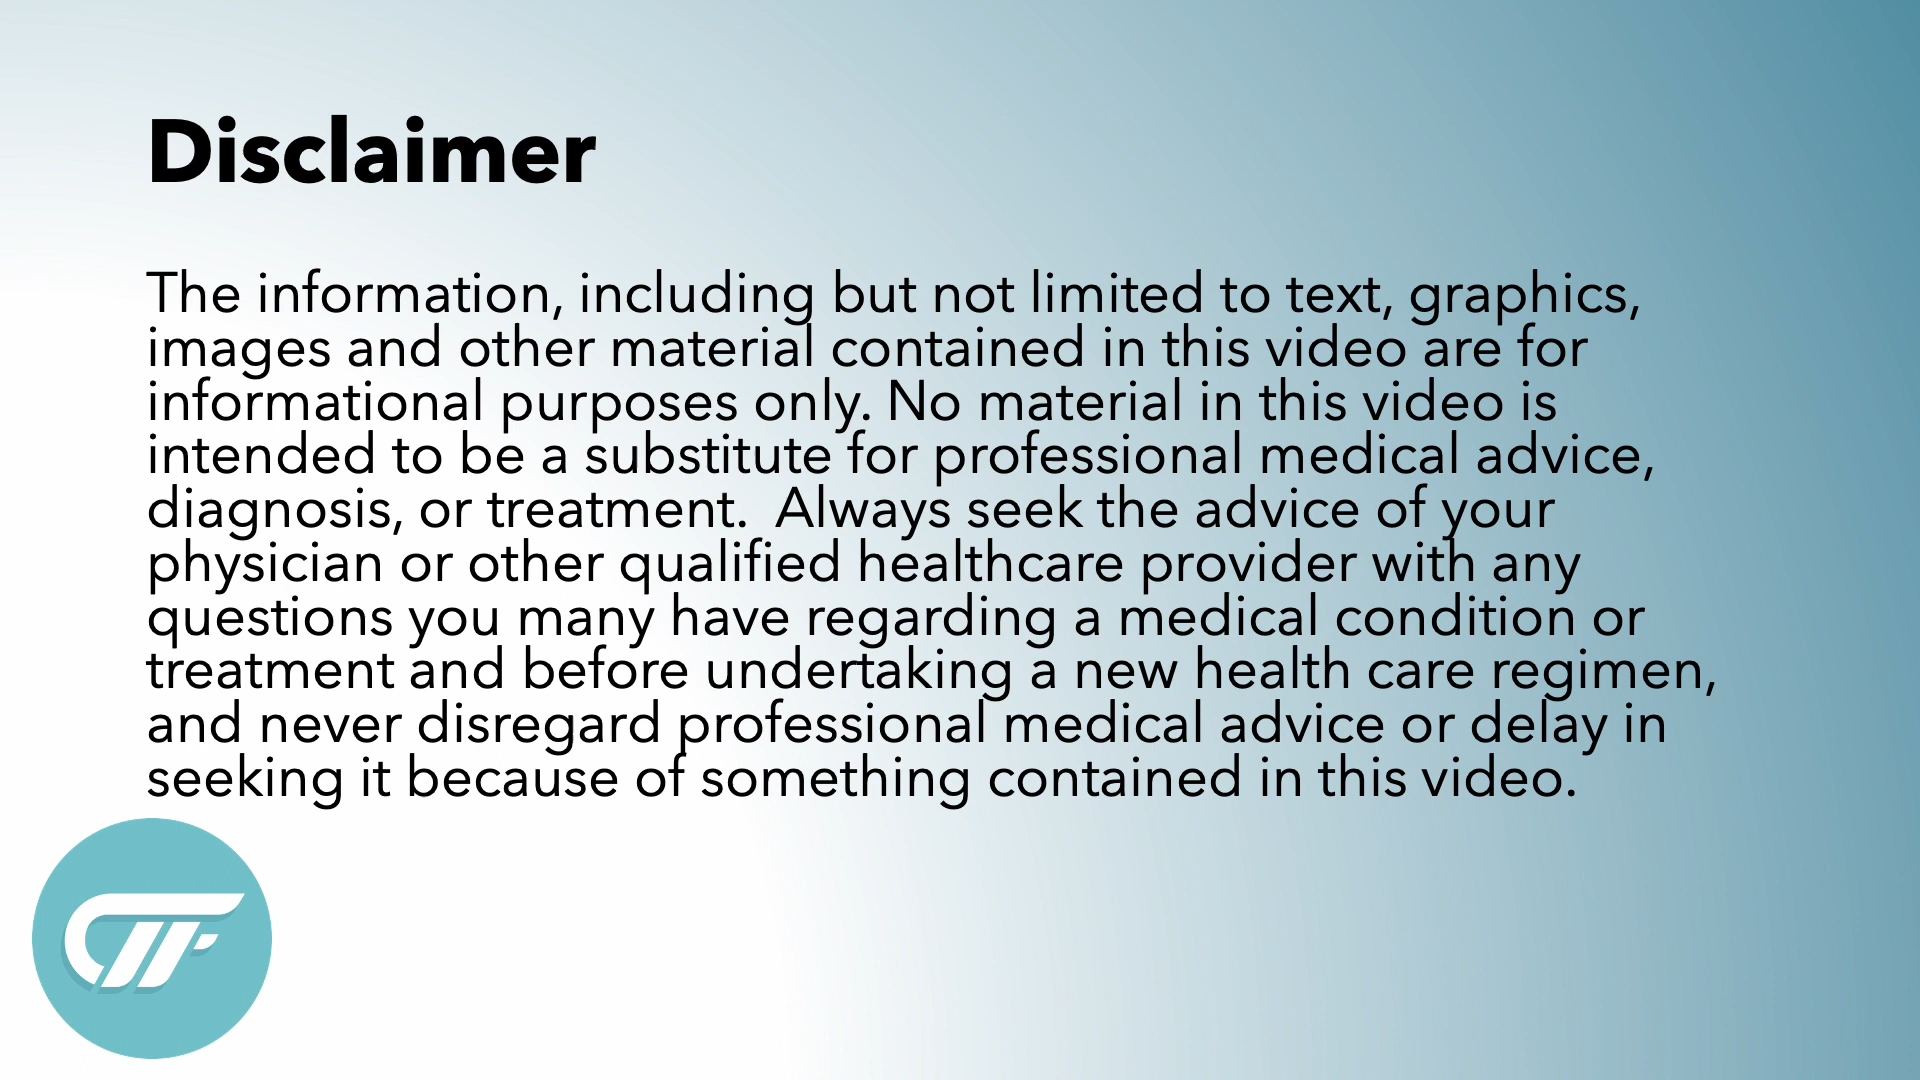 Disclaimer
The information, including but not limited to text, graphics,
images and other material contained in this video are for
informational purposes only. No material in this video is
intended to be a substitute for professional medical advice,
diagnosis, or treatment.  Always seek the advice of your
physician or other qualified healthcare provider with any
questions you many have regarding a medical condition or
treatment and before undertaking a new health care regimen,
and never disregard professional medical advice or delay in
seeking it because of something contained in this video.